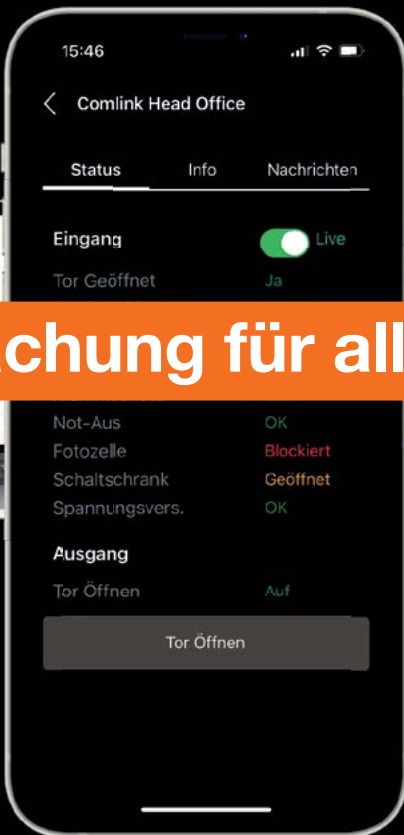 15:46
Comlink Head Office
Status Info Nachrichten
Eingang Live
Tor Geöffnet Ja
chung für all
Not-Aus OK
Fotozelle Blockiert
Schaltschrank Geöffnet
Spannungsvers. OK
Ausgang
Tor Öffnen Auf
Tor Öffnen